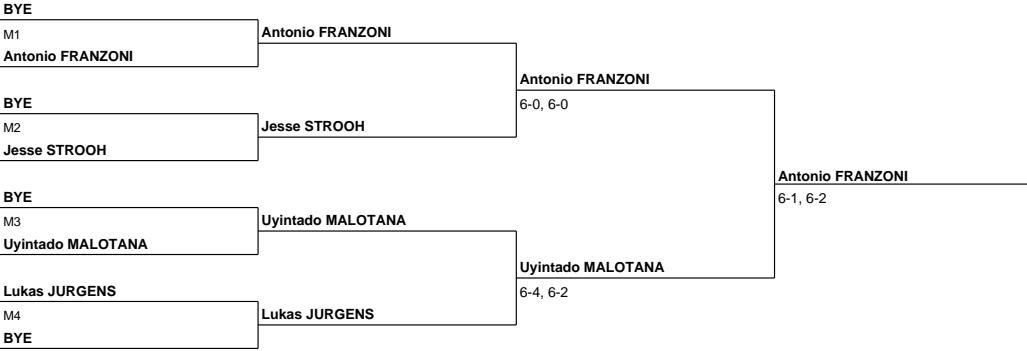 BYE
M1
Antonio FRANZONI
BYE
M2
Jesse STROOH
BYE
M3
Uyintado MALOTANA
Lukas JURGENS
M4
BYE
Antonio FRANZONI
Jesse STROOH
Uyintado MALOTANA
Lukas JURGENS
Antonio FRANZONI
6-0, 6-0
Uyintado MALOTANA
6-4, 6-2
Antonio FRANZONI
6-1, 6-2